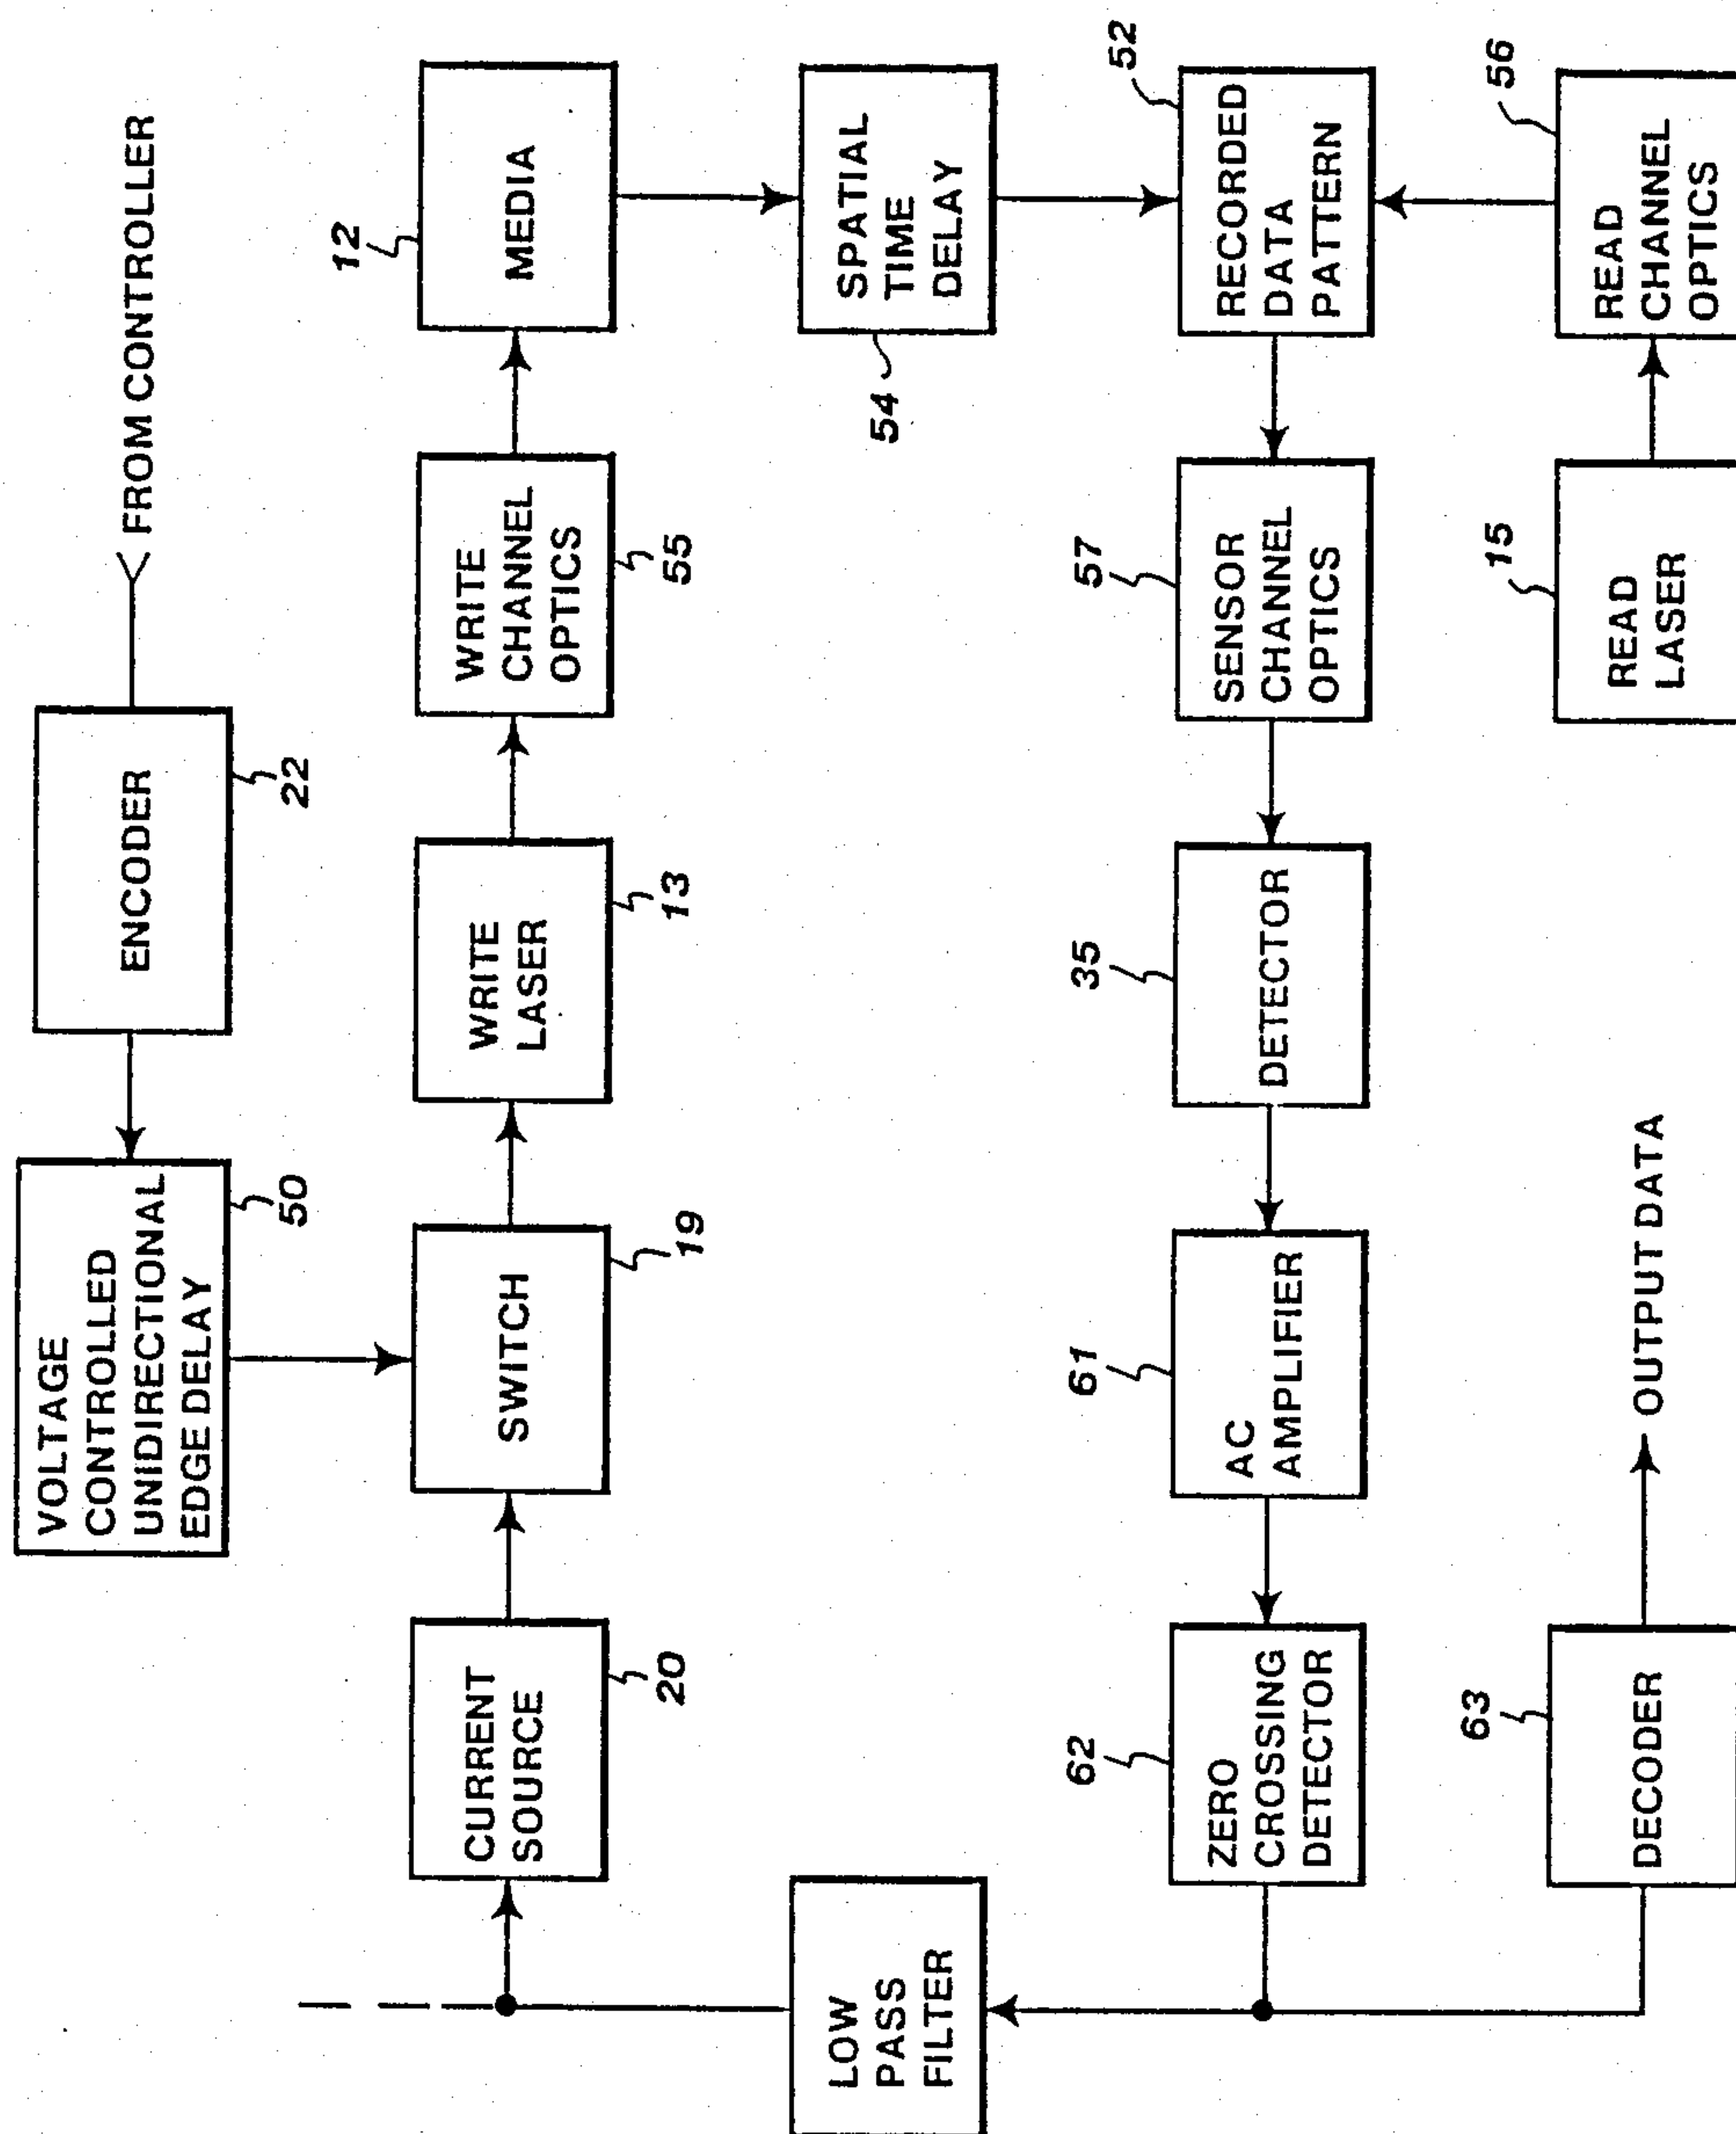 FROM CONTROLLER
ENCODER
22
VOLTAGE
CONTROLLED
UNIDIRECTIONAL
EDGE DELAY
50
CURRENT
SOURCE
20
SWITCH
19
WRITE
LASER
13
WRITE
CHANNEL
OPTICS
55
12
MEDIA
LOW
PASS
FILTER
SPATIAL
TIME
DELAY
54
62
ZERO
CROSSING
DETECTOR
61
AC
AMPLIFIER
35
DETECTOR
57
SENSOR
CHANNEL
OPTICS
52
RECORDED
DATA
PATTERN
63
DECODER
OUTPUT DATA
15
READ
LASER
56
READ
CHANNEL
OPTICS